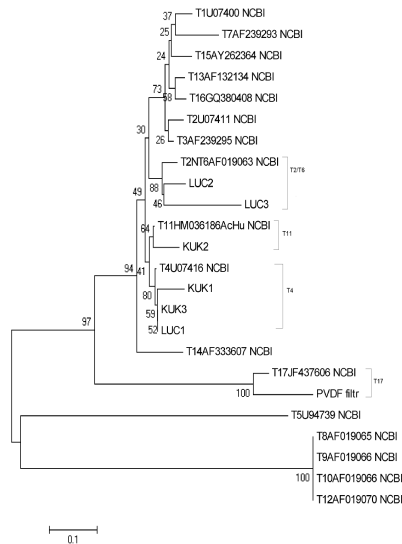 37
T1U07400 NCBI
25
T7AF239293 NCBI
24
T15AY262364 NCBI
T13AF132134 NCBI
73
58
T16GQ380408 NCBI
T2U07411 NCBI
30
26
T3AF239295 NCBI
T2NT6AF019063 NCBI
T2/T6
88
LUC2
49
46
LUC3
64
T11HM036186AcHu NCBI
T11
KUK2
94
41
T4U07416 NCBI
80
KUK1
T4
59
KUK3
52
LUC1
97
T14AF333607 NCBI
T17JF437606 NCBI
T17
100
PVDF filtr
T5U94739 NCBI
T8AF019065 NCBI
T9AF019066 NCBI
100
T10AF019066 NCBI
T12AF019070 NCBI
0.1